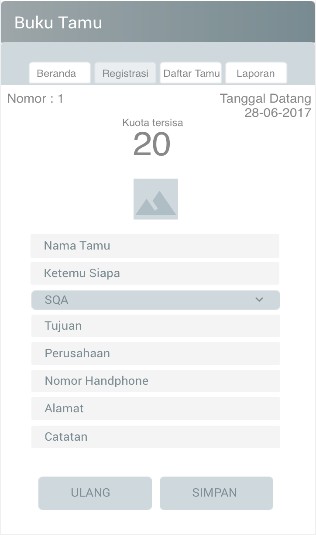 Buku Tamu
Beranda Registrasi Daftar Tamu Laporan
Nomor : 1 Tanggal Datang
28-06-2017
Kuota tersisa
20
Nama Tamu
Ketemu Siapa
SQA
Tujuan
Perusahaan
Nomor Handphone
Alamat
Catatan
ULANG SIMPAN